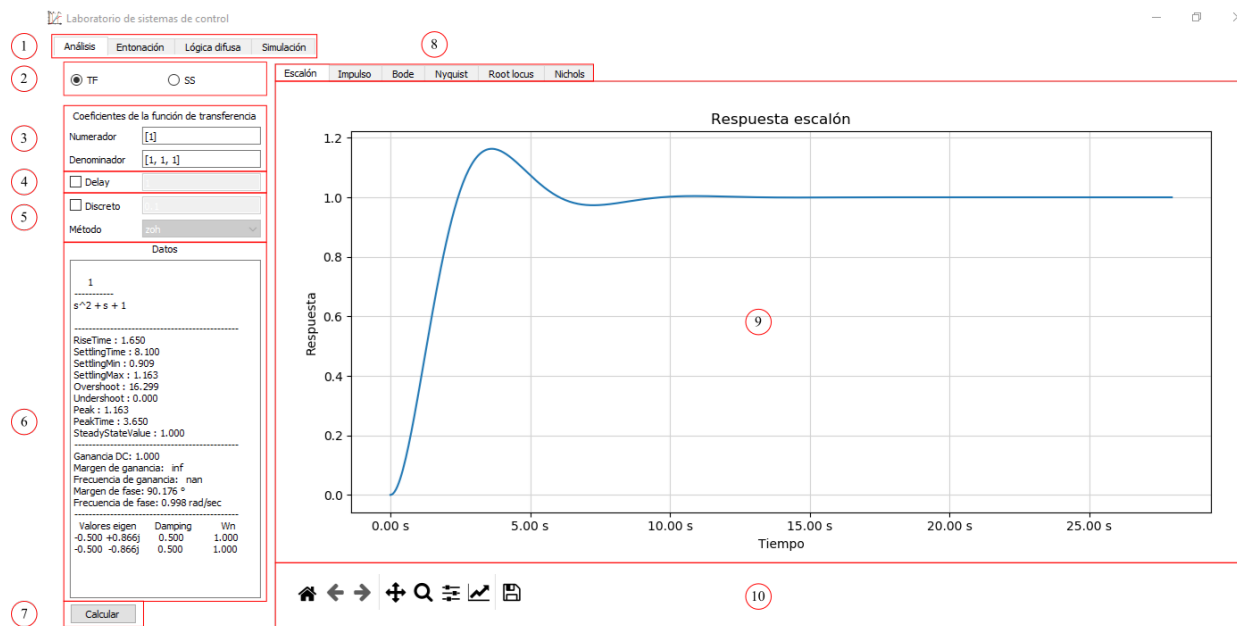 Laboratorio de sistemas de control
1 Análisis Entonación Lógica difusa Simulación
8
2 TF SS
Escalón Impulso Bode Nyquist Root locus Nichols
Coeficientes de la función de transferencia
3 Numerador [1]
Denominador [1, 1, 1]
4 Delay
5 Discreto
Método zoh
Datos
1
-----------
s^2 + s + 1
----------------------------------------------
RiseTime : 1.650
SettlingTime : 8.100
SettlingMin : 0.909
SettlingMax : 1.163
Overshoot : 16.299
Undershoot : 0.000
6 Peak : 1.163
PeakTime : 3.650
SteadyStateValue : 1.000
----------------------------------------------
Ganancia DC: 1.000
Margen de ganancia: inf
Frecuencia de ganancia: nan
Margen de fase: 90.176 °
Frecuencia de fase: 0.998 rad/sec
----------------------------------------------
Valores eigen Damping Wn
-0.500 +0.866j 0.500 1.000
-0.500 -0.866j 0.500 1.000
7 Calcular
Respuesta escalón
Respuesta
1.2
1.0
0.8
0.6
0.4
0.2
0.0
9
0.00 s 5.00 s 10.00 s 15.00 s 20.00 s 25.00 s
Tiempo
10